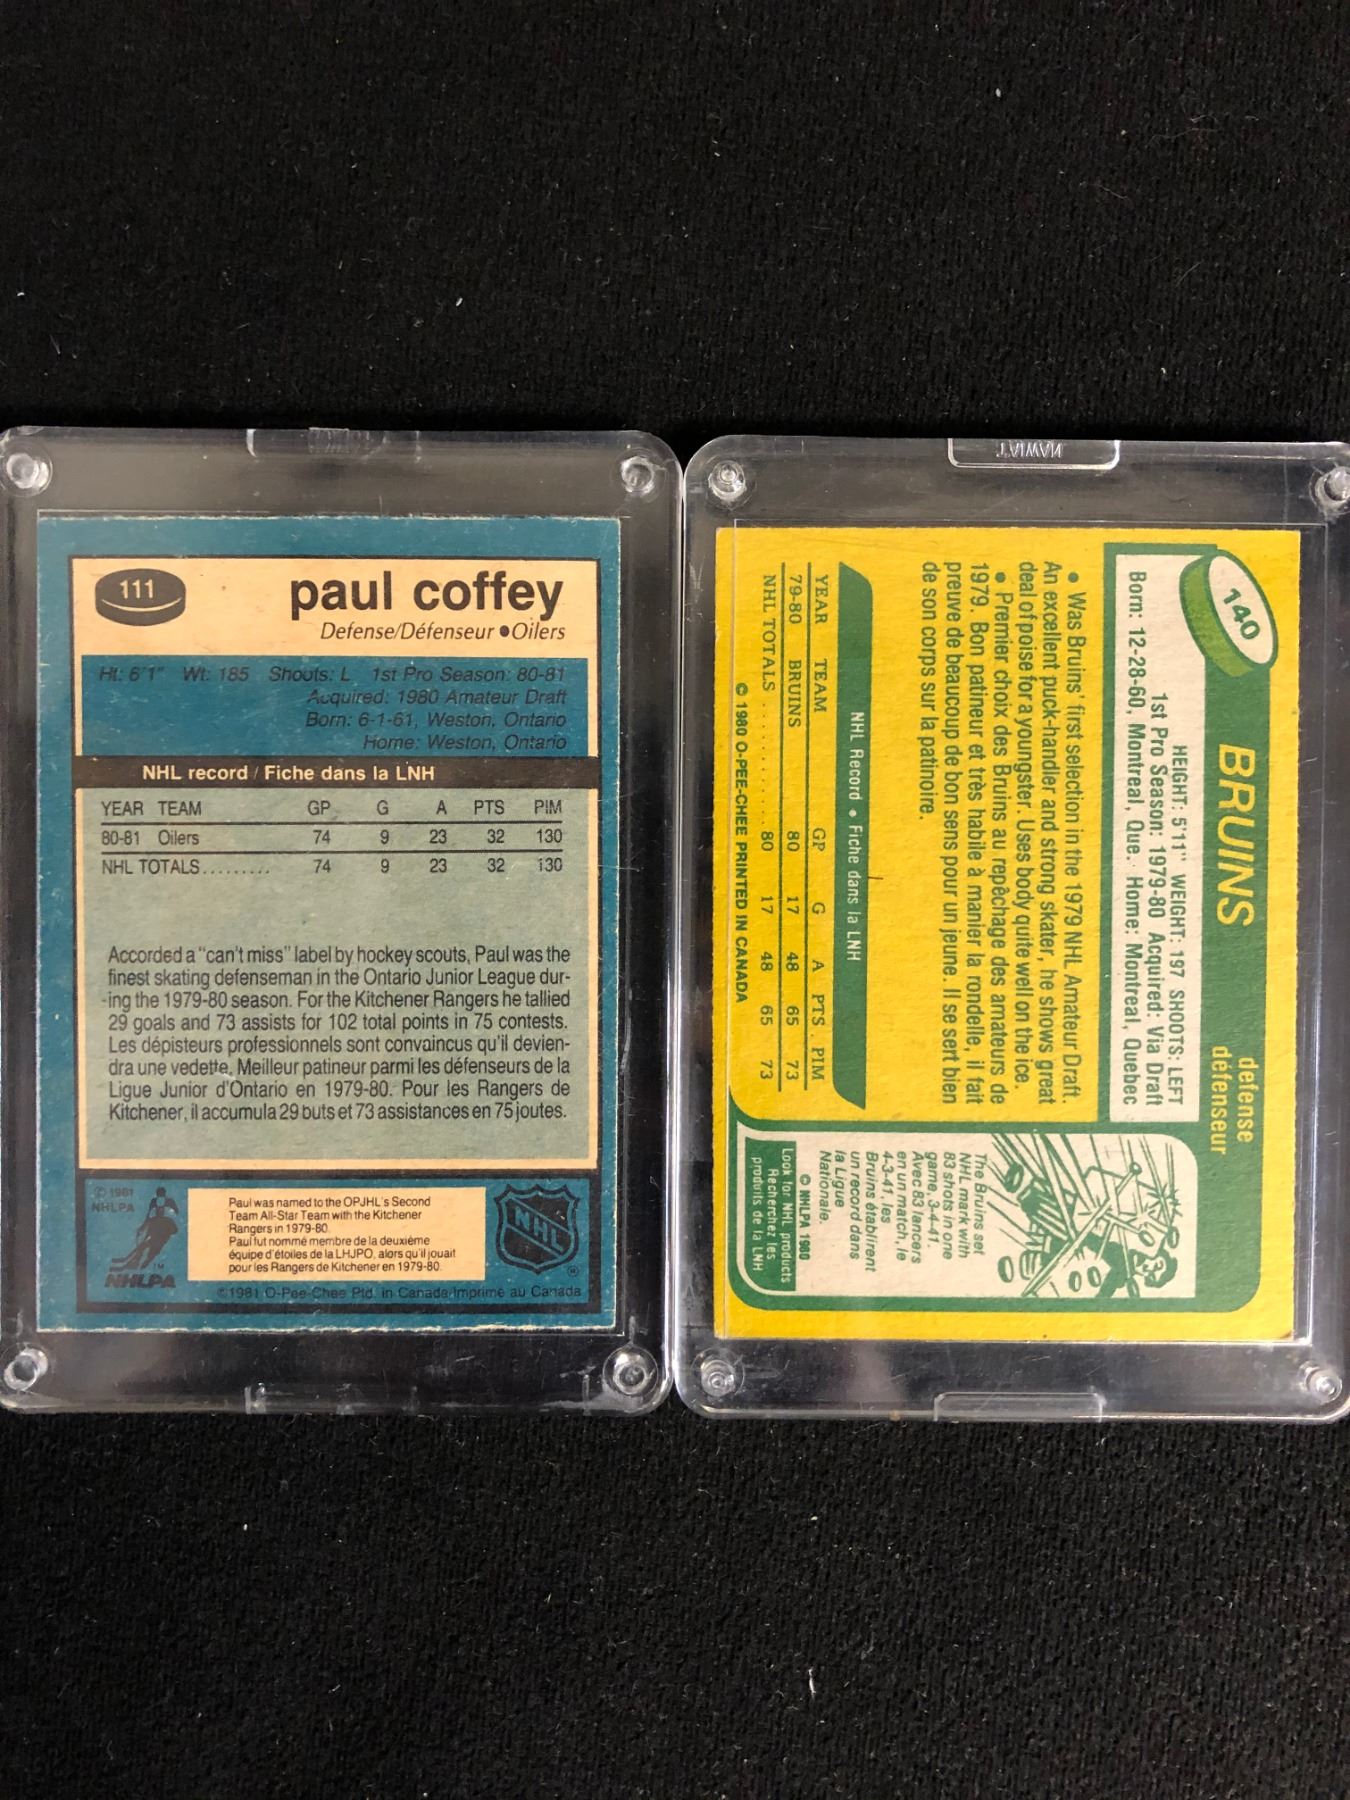 111
paul coffey
Defense/Défenseur ● Oilers
Ht: 6'1" Wt: 185 Shoots: L 1st Pro Season: 80-81
Acquired: 1980 Amateur Draft
Born: 6-1-61, Weston, Ontario
Home: Weston, Ontario
NHL record / Fiche dans la LNH
YEAR TEAM GP G A PTS PIM
80-81 Oilers 74 9 23 32 130
NHL TOTALS.......... 74 9 23 32 130
Accorded a "can't miss" label by hockey scouts, Paul was the
finest skating defenseman in the Ontario Junior League dur-
ing the 1979-80 season. For the Kitchener Rangers he tallied
29 goals and 73 assists for 102 total points in 75 contests.
Les dépisteurs professionnels sont convaincus qu'il devien-
dra une vedette. Meilleur patineur parmi les défenseurs de la
Ligue Junior d'Ontario en 1979-80. Pour les Rangers de
Kitchener, il accumula 29 buts et 73 assistances en 75 joutes.
© 1981
NHLPA
TM
NHLPA
Paul was named to the OPJHL's Second
Team All-Star Team with the Kitchener
Rangers in 1979-80.
Paul fut nommé membre de la deuxième
équipe d'étoiles de la LHJPO, alors qu'il jouait
pour les Rangers de Kitchener en 1979-80.
NHL
®
©1981 O-Pee-Chee Ptd. in Canada/Imprimé au Canada
TAIWAN
140
BRUINS
defense
défenseur
HEIGHT: 5'11" WEIGHT: 197 SHOOTS: LEFT
1st Pro Season: 1979-80 Acquired: Via Draft
Born: 12-28-60, Montreal, Que. Home: Montreal, Quebec
• Was Bruins' first selection in the 1979 NHL Amateur Draft.
An excellent puck-handler and strong skater, he shows great
deal of poise for a youngster. Uses body quite well on the ice.
• Premier choix des Bruins au repêchage des amateurs de
1979. Bon patineur et très habile à manier la rondelle, il fait
preuve de beaucoup de bon sens pour un jeune. Il se sert bien
de son corps sur la patinoire.
NHL Record • Fiche dans la LNH
YEAR TEAM GP G A PTS. PIM
79-80 BRUINS 80 17 48 65 73
NHL TOTALS .......... 80 17 48 65 73
© 1980 O-PEE-CHEE PRINTED IN CANADA
The Bruins set
NHL mark with
83 shots in one
game, 3-4-41.
Avec 83 lancers
en un match, le
4-3-41, les
Bruins établirent
un record dans
la Ligue
Nationale.
© NHLPA 1980
Look for NHL products
Recherchez les
produits de la LNH